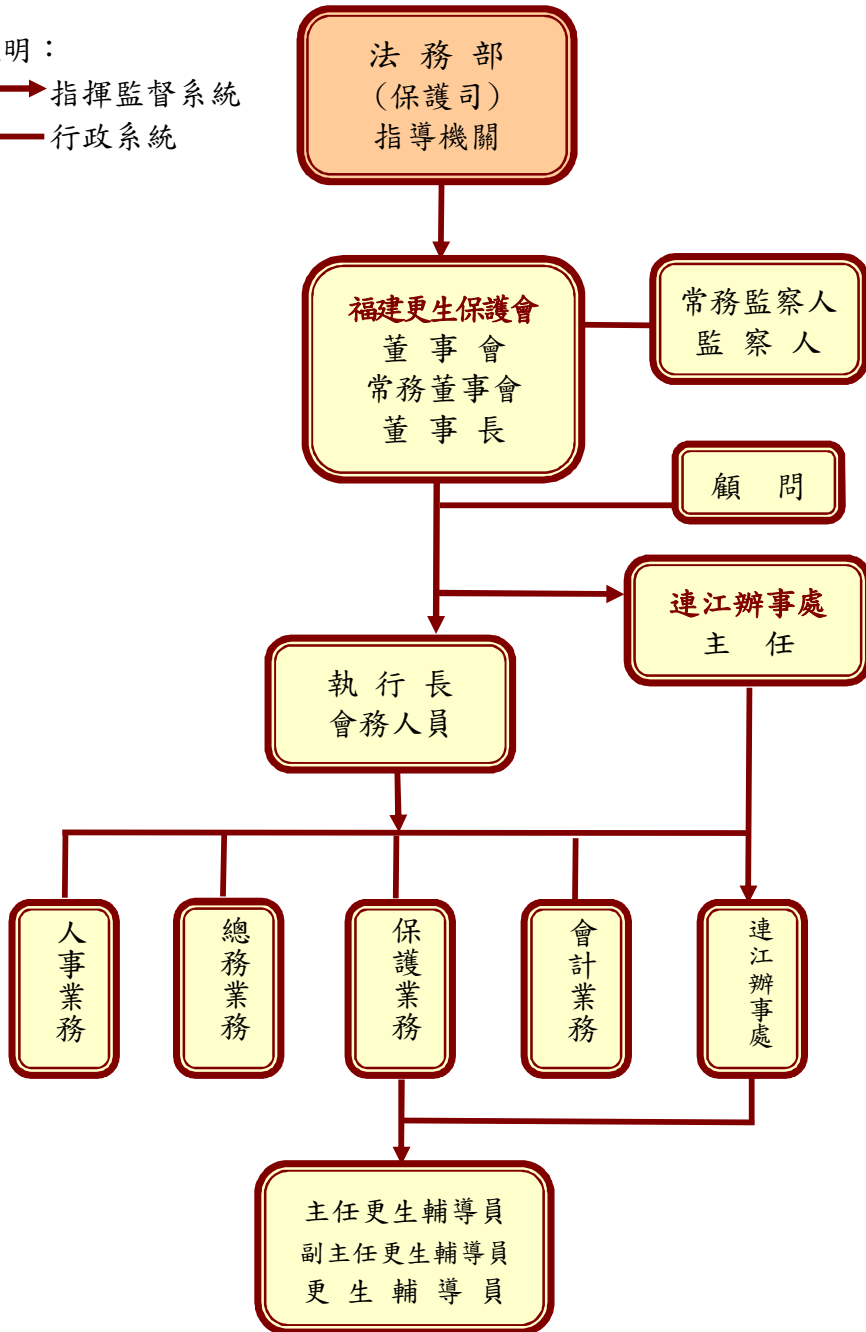 明：
指揮監督系統
行政系統
法務部
（保護司）
指導機關
福建更生保護會
董事會
常務董事會
董事長
常務監察人
監察人
顧問
連江辦事處
主任
執行長
會務人員
人事業務
總務業務
保護業務
會計業務
連江辦事處
主任更生輔導員
副主任更生輔導員
更生輔導員